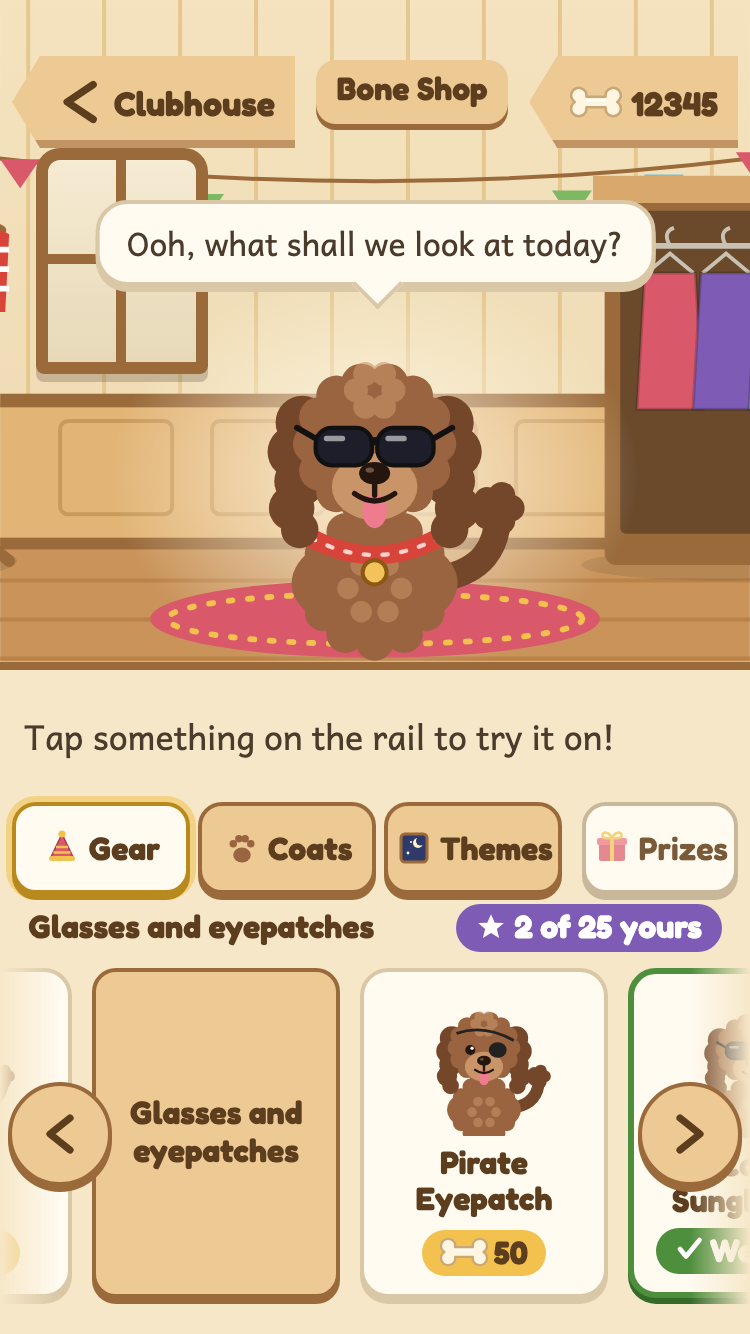 Clubhouse
Bone Shop
12345
Ooh, what shall we look at today?
Tap something on the rail to try it on!
Gear
Coats
Themes
Prizes
Glasses and eyepatches
2 of 25 yours
Glasses and
eyepatches
Pirate
Eyepatch
50